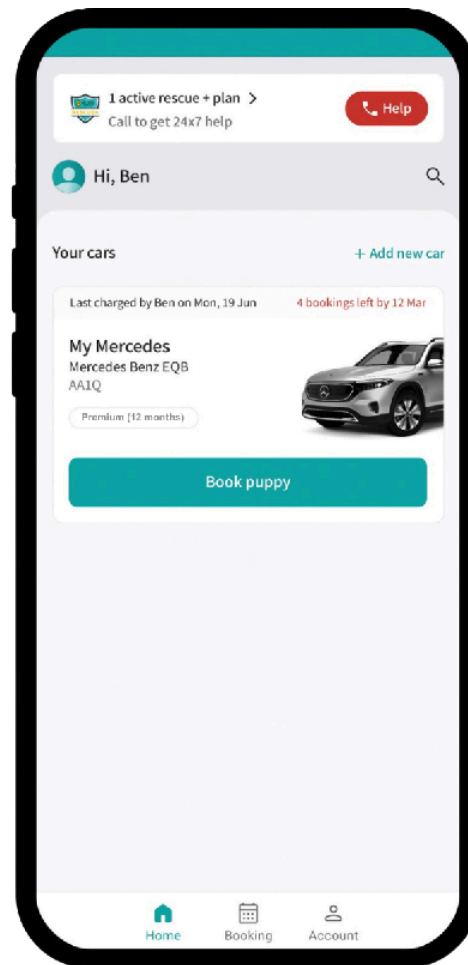 1 active rescue + plan >
Call to get 24x7 help
Help
Hi, Ben
Your cars
+ Add new car
Last charged by Ben on Mon, 19 Jun
4 bookings left by 12 Mar
My Mercedes
Mercedes Benz EQB
AA1Q
Premium (12 months)
Book puppy
Home
Booking
Account